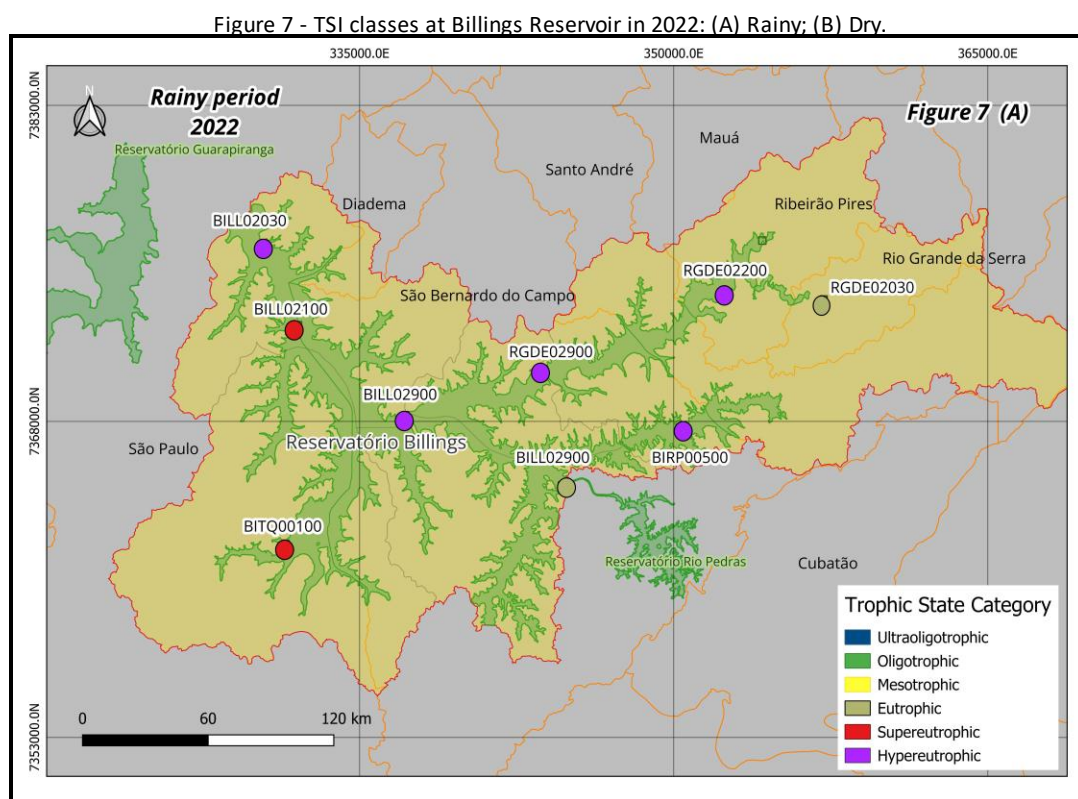 Figure 7 - TSI classes at Billings Reservoir in 2022: (A) Rainy; (B) Dry.
335000.0E
350000.0E
365000.0E
7383000.0N
7368000.0N
7353000.0N
N
Rainy period
2022
Figure 7 (A)
Reservatório Guarapiranga
Mauá
Santo André
Diadema
Ribeirão Pires
BILL02030
Rio Grande da Serra
RGDE02200
RGDE02030
São Bernardo do Campo
BILL02100
RGDE02900
BILL02900
Reservatório Billings
São Paulo
BILL02900
BIRP00500
BITQ00100
Reservatório Rio Pedras
Cubatão
Trophic State Category
Ultraoligotrophic
Oligotrophic
Mesotrophic
Eutrophic
Supereutrophic
Hypereutrophic
0
60
120 km